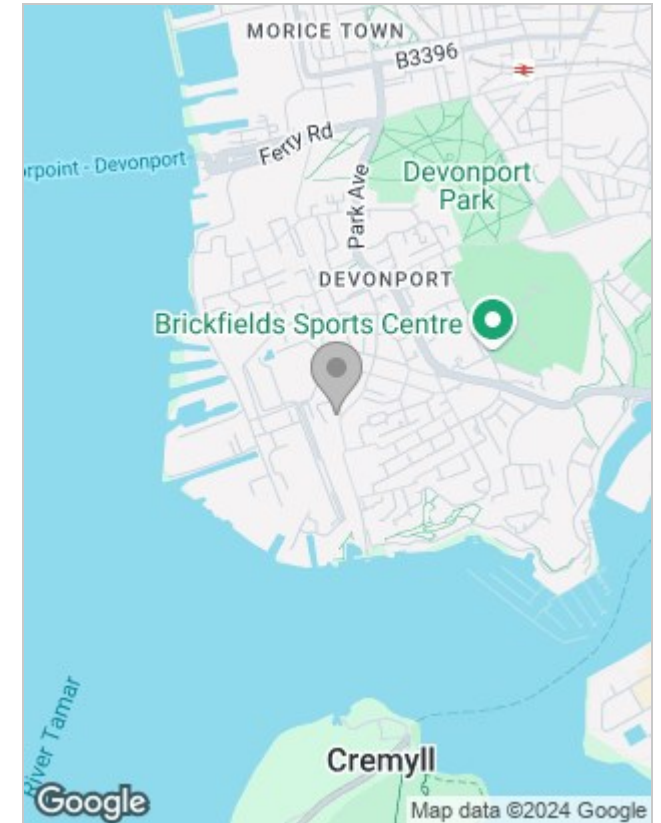 MORICE TOWN
B3396
Ferry Rd
rpoint - Devonport
Devonport
Park
Park Ave
DEVONPORT
Brickfields Sports Centre
River Tamar
Cremyll
Google
Map data ©2024 Google